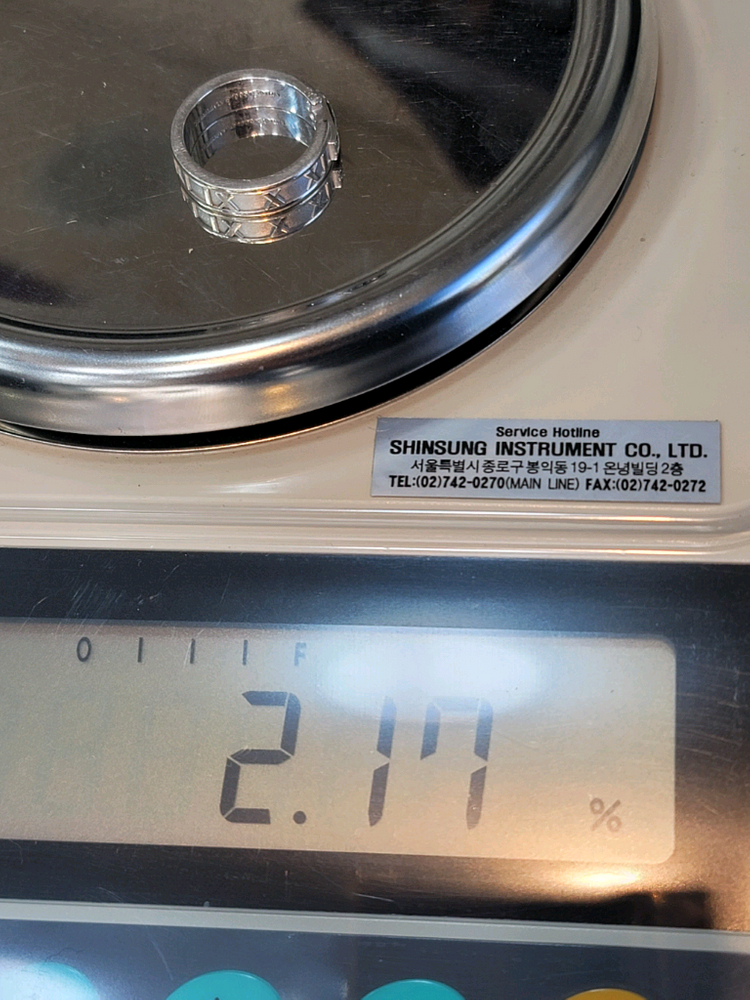 IX X XI
Service Hotline
SHINSUNG INSTRUMENT CO., LTD.
서울특별시 종로구 봉익동 19-1 온녕빌딩 2층
TEL:(02)742-0270(MAIN LINE) FAX:(02)742-0272
0 F
2.17
%